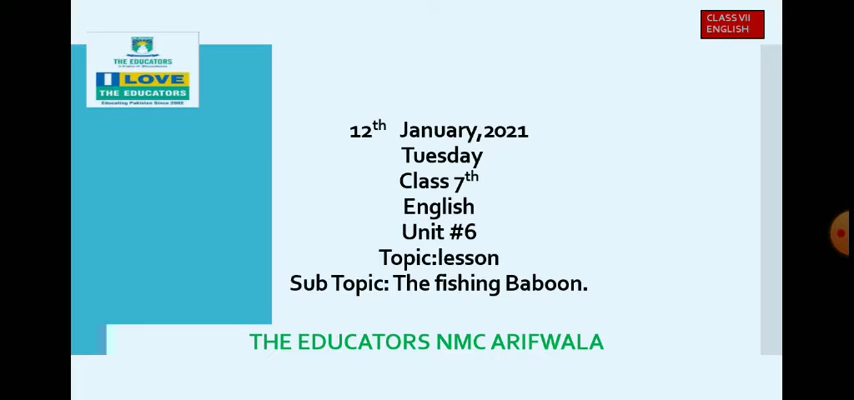 CLASS VII
ENGLISH
THE EDUCATORS
I LOVE
THE EDUCATORS
Educating Pakistan Since 2002
12th January,2021
Tuesday
Class 7th
English
Unit #6
Topic:lesson
Sub Topic: The fishing Baboon.
THE EDUCATORS NMC ARIFWALA